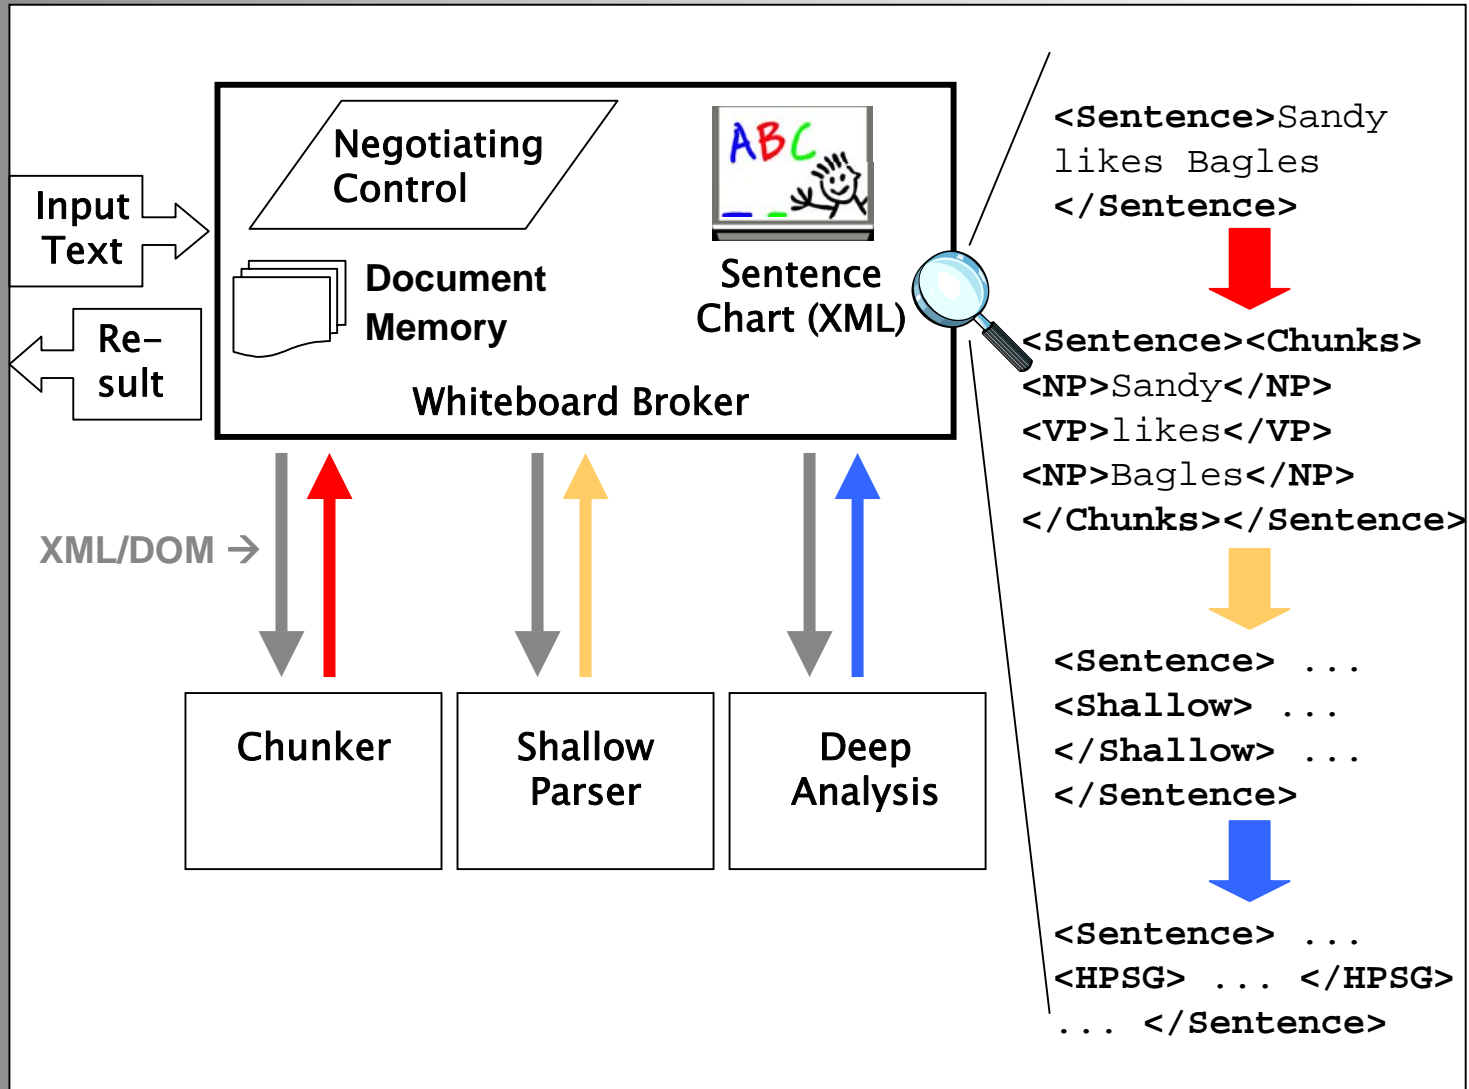 Input
Text
Re-
sult
Negotiating
Control
Document
Memory
ABC
Sentence
Chart (XML)
Whiteboard Broker
XML/DOM →
Chunker
Shallow
Parser
Deep
Analysis
<Sentence>Sandy
likes Bagles
</Sentence>
<Sentence><Chunks>
<NP>Sandy</NP>
<VP>likes</VP>
<NP>Bagles</NP>
</Chunks></Sentence>
<Sentence> ...
<Shallow> ...
</Shallow> ...
</Sentence>
<Sentence> ...
<HPSG> ... </HPSG>
... </Sentence>